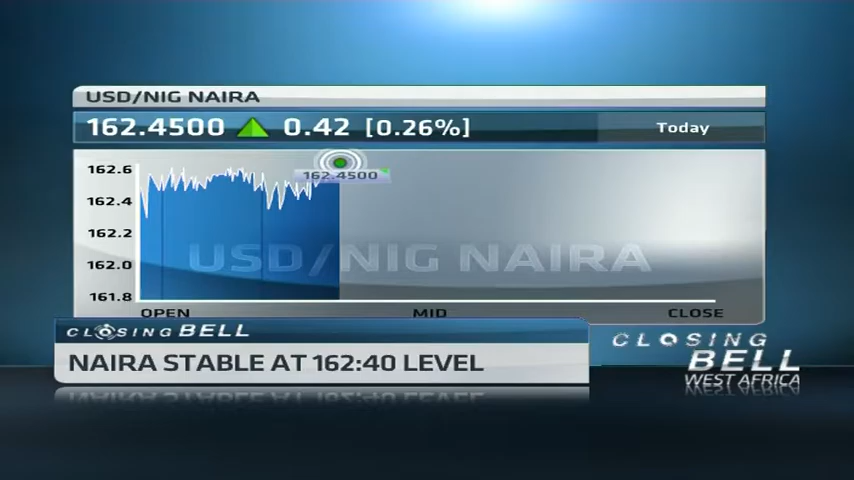 USD/NIG NAIRA
162.4500 0.42 [0.26%] Today
162.6
162.4500
162.4
162.2
USD/NIG NAIRA
162.0
161.8
OPEN MID CLOSE
CLOSING BELL
NAIRA STABLE AT 162:40 LEVEL
CLOSING
BELL
WEST AFRICA